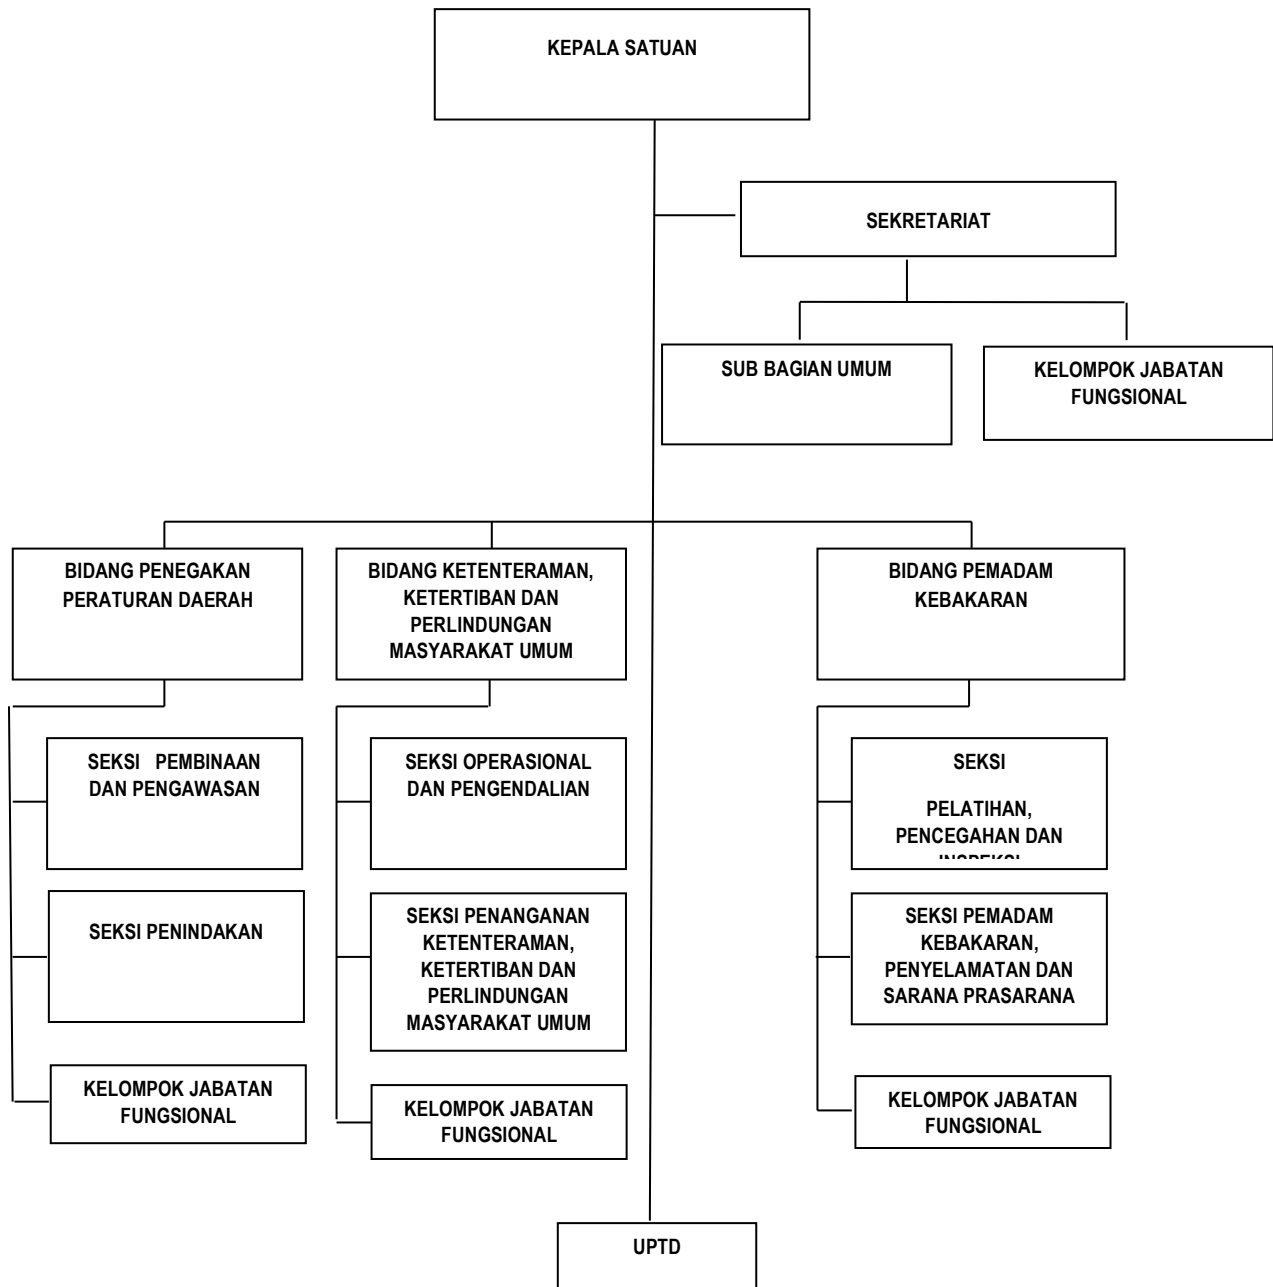 KEPALA SATUAN
SEKRETARIAT
SUB BAGIAN UMUM
KELOMPOK JABATAN
FUNGSIONAL
BIDANG PENEGAKAN
PERATURAN DAERAH
BIDANG KETENTERAMAN,
KETERTIBAN DAN
PERLINDUNGAN
MASYARAKAT UMUM
BIDANG PEMADAM
KEBAKARAN
SEKSI PEMBINAAN
DAN PENGAWASAN
SEKSI OPERASIONAL
DAN PENGENDALIAN
SEKSI
PELATIHAN,
PENCEGAHAN DAN
INSPEKSI
SEKSI PENINDAKAN
SEKSI PENANGANAN
KETENTERAMAN,
KETERTIBAN DAN
PERLINDUNGAN
MASYARAKAT UMUM
SEKSI PEMADAM
KEBAKARAN,
PENYELAMATAN DAN
SARANA PRASARANA
KELOMPOK JABATAN
FUNGSIONAL
KELOMPOK JABATAN
FUNGSIONAL
KELOMPOK JABATAN
FUNGSIONAL
UPTD